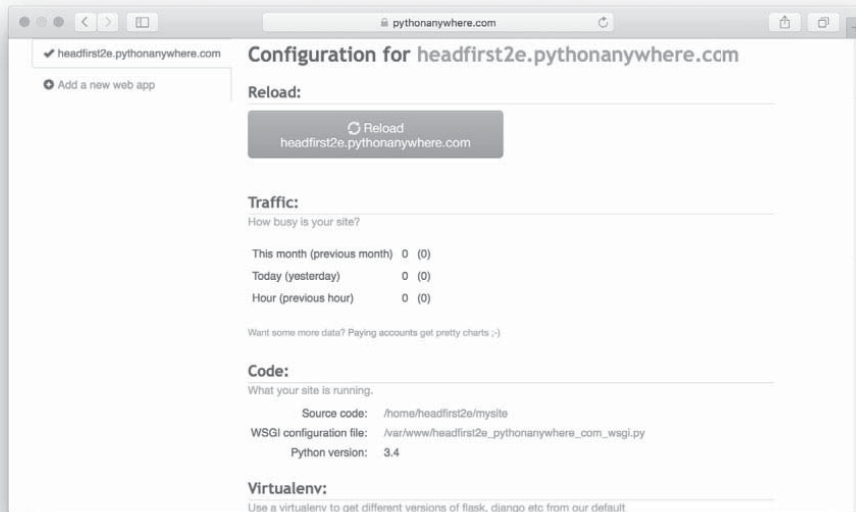 pythonanywhere.com
headfirst2e.pythonanywhere.com
Add a new web app
Configuration for headfirst2e.pythonanywhere.com
Reload:
Reload
headfirst2e.pythonanywhere.com
Traffic:
How busy is your site?
This month (previous month) 0 (0)
Today (yesterday) 0 (0)
Hour (previous hour) 0 (0)
Want some more data? Paying accounts get pretty charts ;-)
Code:
What your site is running.
Source code: /home/headfirst2e/mysite
WSGI configuration file: /var/www/headfirst2e_pythonanywhere_com_wsgi.py
Python version: 3.4
Virtualenv:
Use a virtualenv to get different versions of flask, django etc from our default